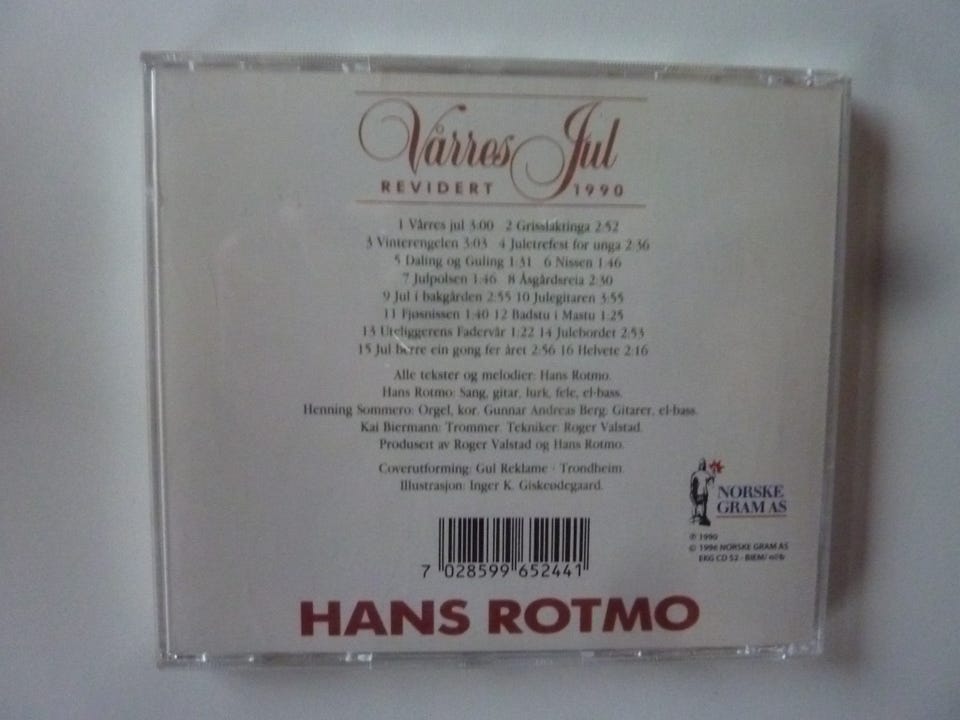 Vårres Jul
REVIDERT 1990
1 Vårres jul 3:00 2 Grisslaktinga 2:52
3 Vinterengelen 3:03 4 Juletrefest for unga 2:36
5 Daling og Guling 1:31 6 Nissen 1:46
7 Julpolsen 1:46 8 Åsgårdsreia 2:30
9 Jul i bakgården 2:55 10 Julegitaren 3:55
11 Fjøsnissen 1:40 12 Badstu i Mastu 1:25
13 Uteliggerens Fadervår 1:22 14 Julebordet 2:53
15 Jul berre ein gong fer året 2:56 16 Helvete 2:16
Alle tekster og melodier: Hans Rotmo.
Hans Rotmo: Sang, gitar, lurk, fele, el-bass.
Henning Sommero: Orgel, kor. Gunnar Andreas Berg: Gitarer, el-bass.
Kai Biermann: Trommer. Tekniker: Roger Valstad.
Produsert av Roger Valstad og Hans Rotmo.
Coverutforming: Gul Reklame · Trondheim.
Illustrasjon: Inger K. Giskeødegaard.
NORSKE
GRAM AS
℗ 1990
© 1996 NORSKE GRAM AS
EKG CD 52 · BIEM/ n©b
7 028599 652441
HANS ROTMO